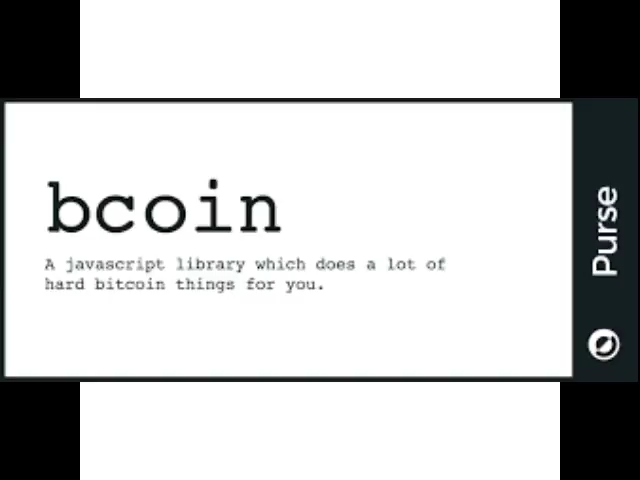 bcoin
A javascript library which does a lot of
hard bitcoin things for you.
Purse